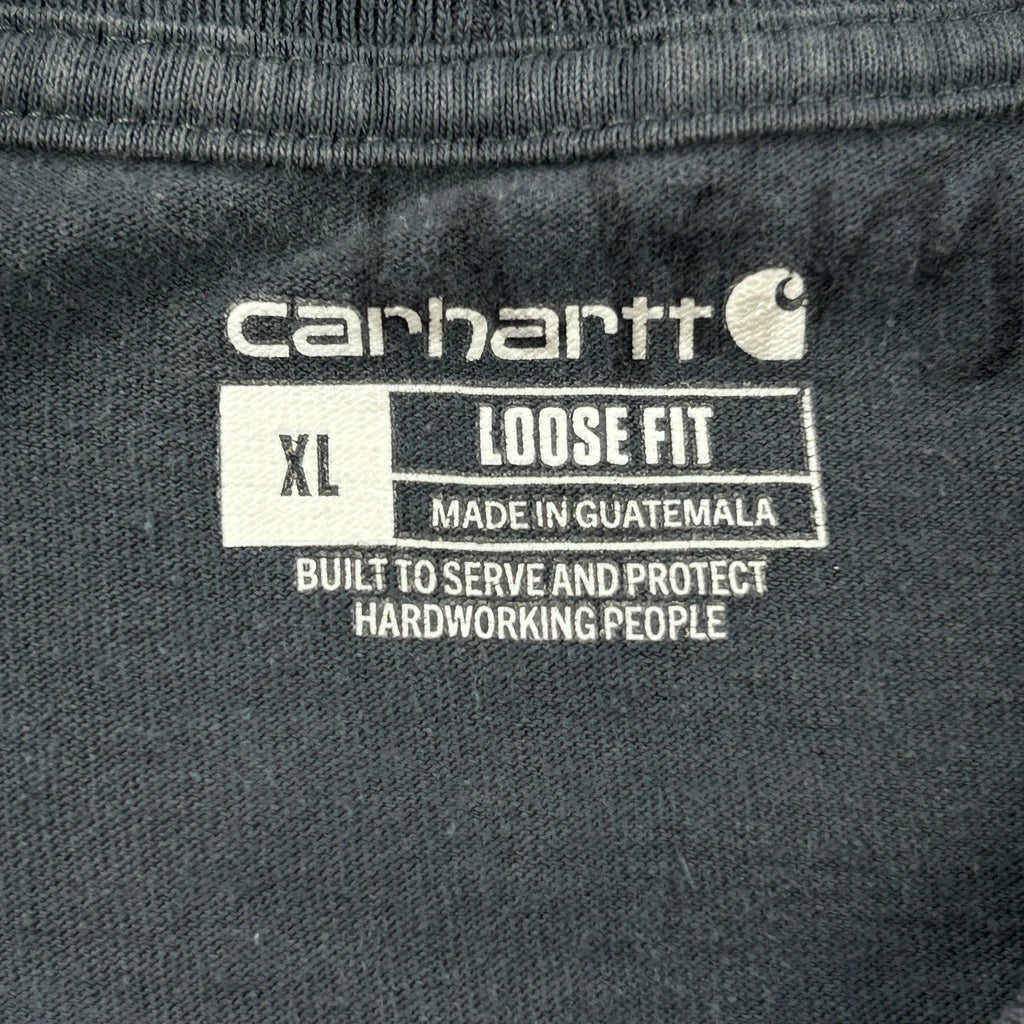 carhartt
XL
LOOSE FIT
MADE IN GUATEMALA
BUILT TO SERVE AND PROTECT
HARDWORKING PEOPLE